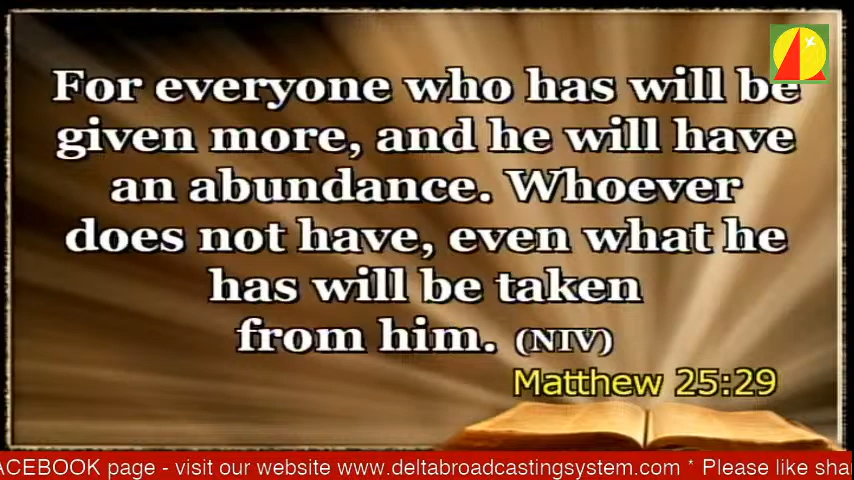 For everyone who has will be
given more, and he will have
an abundance. Whoever
does not have, even what he
has will be taken
from him. (NIV)
Matthew 25:29
ACEBOOK page - visit our website www.deltabroadcastingsystem.com * Please like sha